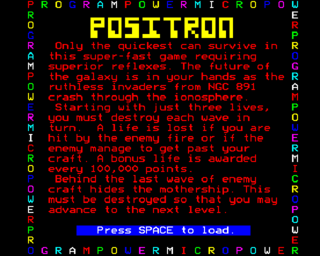 PROGRAMPOWERMICROPOWERPROGRAMPOWERMICROPOWER
POSITRON
Only the quickest can survive in
this super-fast game requiring
superior reflexes. The future of
the galaxy is in your hands as the
ruthless invaders from NGC 891
crash through the ionosphere.
Starting with just three lives,
you must destroy each wave in
turn. A life is lost if you are
hit by the enemy fire or if the
enemy manage to get past your
craft. A bonus life is awarded
every 100,000 points.
Behind the last wave of enemy
craft hides the mothership. This
must be destroyed so that you may
advance to the next level.
Press SPACE to load.
PROGRAMPOWERMICROPOWERPROGRAMPOWERMICROPOWER